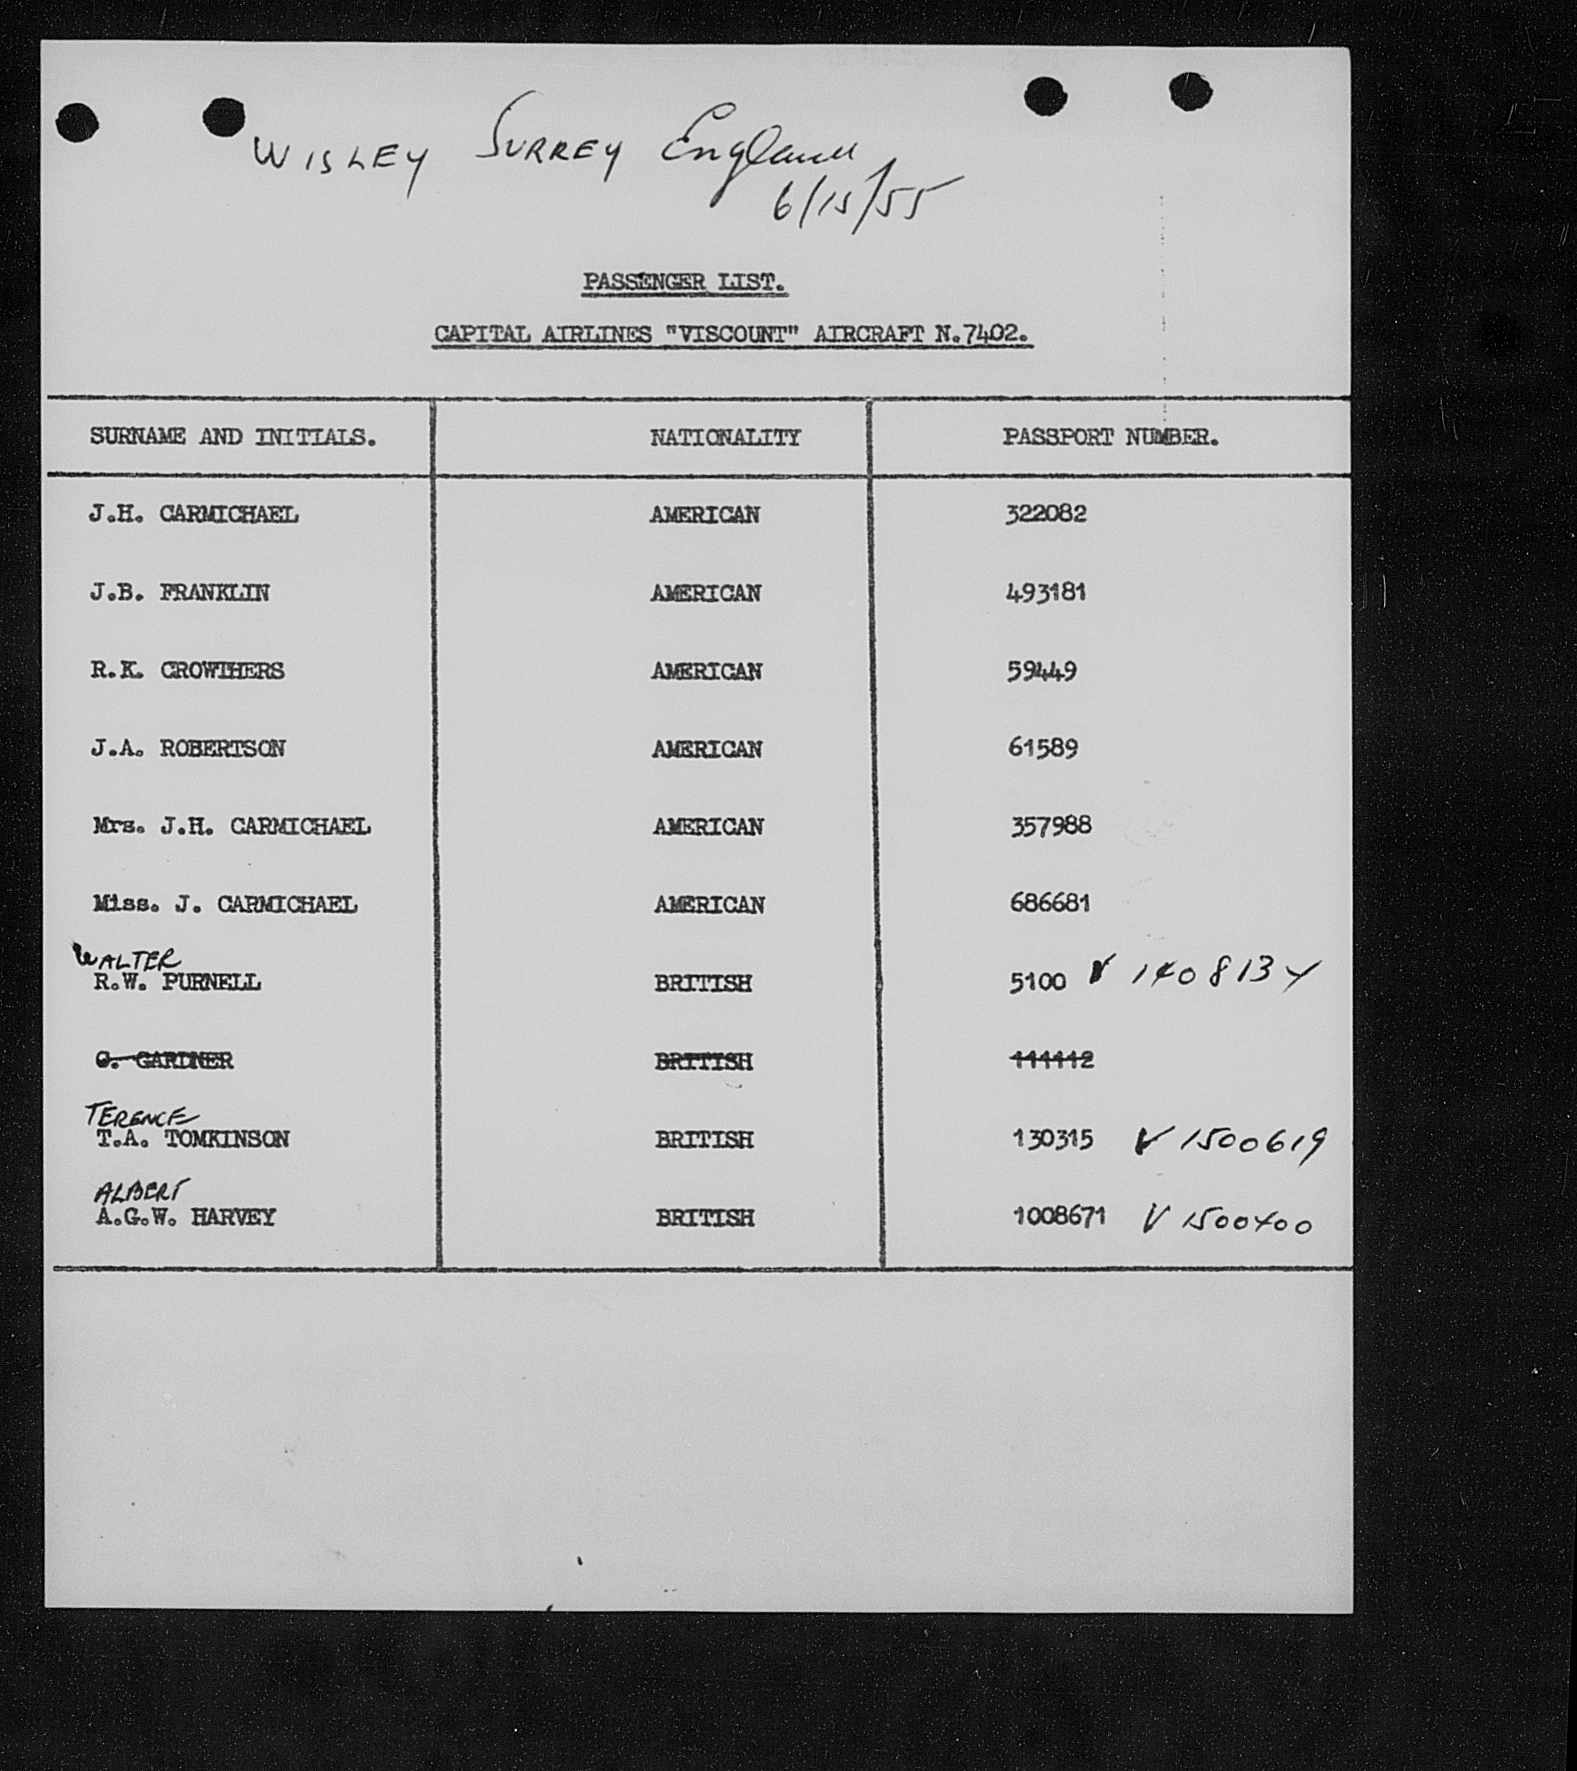 WISLEY SURREY England
6/15/55
PASSENGER LIST.
CAPITAL AIRLINES "VISCOUNT" AIRCRAFT N.7402.
SURNAME AND INITIALS. NATIONALITY PASSPORT NUMBER.
J.H. CARMICHAEL AMERICAN 322082
J.B. FRANKLIN AMERICAN 493181
R.K. CROWTHERS AMERICAN 59449
J.A. ROBERTSON AMERICAN 61589
Mrs. J.H. CARMICHAEL AMERICAN 357988
Miss. J. CARMICHAEL AMERICAN 686681
WALTER
R.W. PURNELL BRITISH 5100 V 1408134
G. GARDNER BRITISH 111112
TERENCE
T.A. TOMKINSON BRITISH 130315 V 1500619
ALBERT
A.G.W. HARVEY BRITISH 1008671 V 1500400